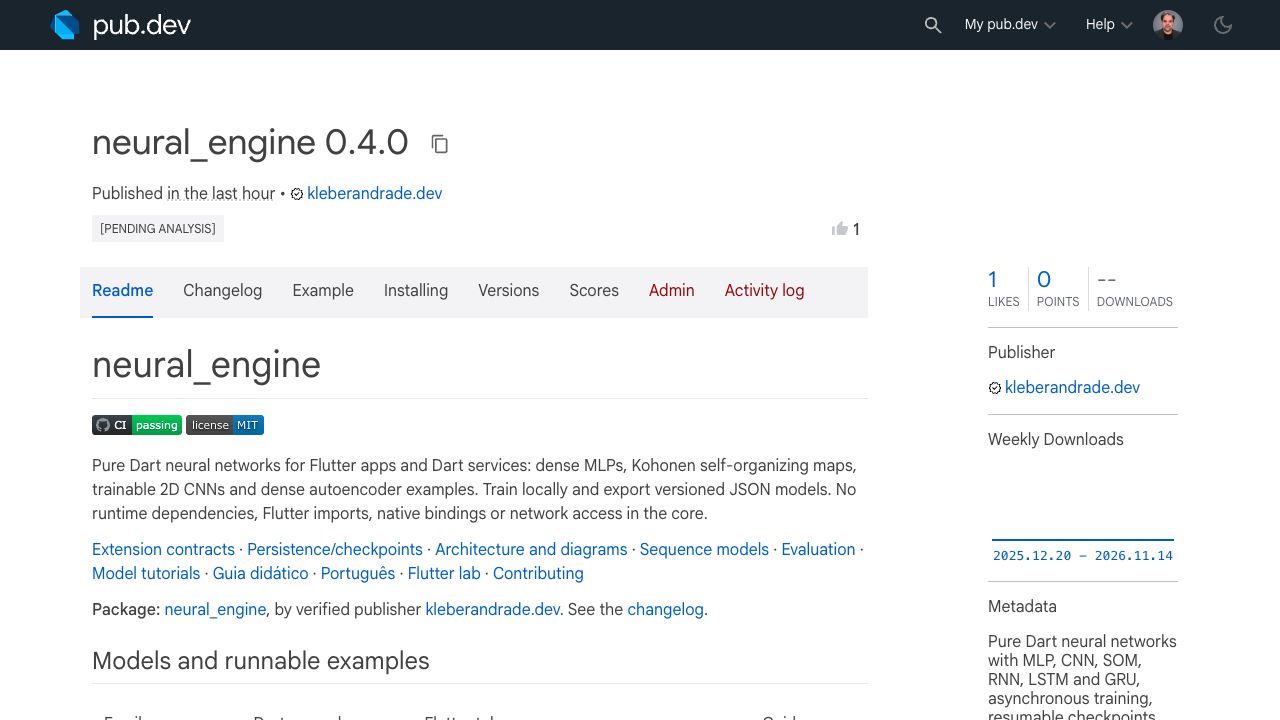 pub.dev
My pub.dev
Help
neural_engine 0.4.0
Published in the last hour • kleberandrade.dev
[PENDING ANALYSIS]
1
Readme Changelog Example Installing Versions Scores Admin Activity log
neural_engine
CI passing license MIT
Pure Dart neural networks for Flutter apps and Dart services: dense MLPs, Kohonen self-organizing maps,
trainable 2D CNNs and dense autoencoder examples. Train locally and export versioned JSON models. No
runtime dependencies, Flutter imports, native bindings or network access in the core.
Extension contracts · Persistence/checkpoints · Architecture and diagrams · Sequence models · Evaluation ·
Model tutorials · Guia didático · Português · Flutter lab · Contributing
Package: neural_engine, by verified publisher kleberandrade.dev. See the changelog.
Models and runnable examples
1 0 --
LIKES POINTS DOWNLOADS
Publisher
kleberandrade.dev
Weekly Downloads
2025.12.20 – 2026.11.14
Metadata
Pure Dart neural networks
with MLP, CNN, SOM,
RNN, LSTM and GRU,
asynchronous training,
resumable checkpoints